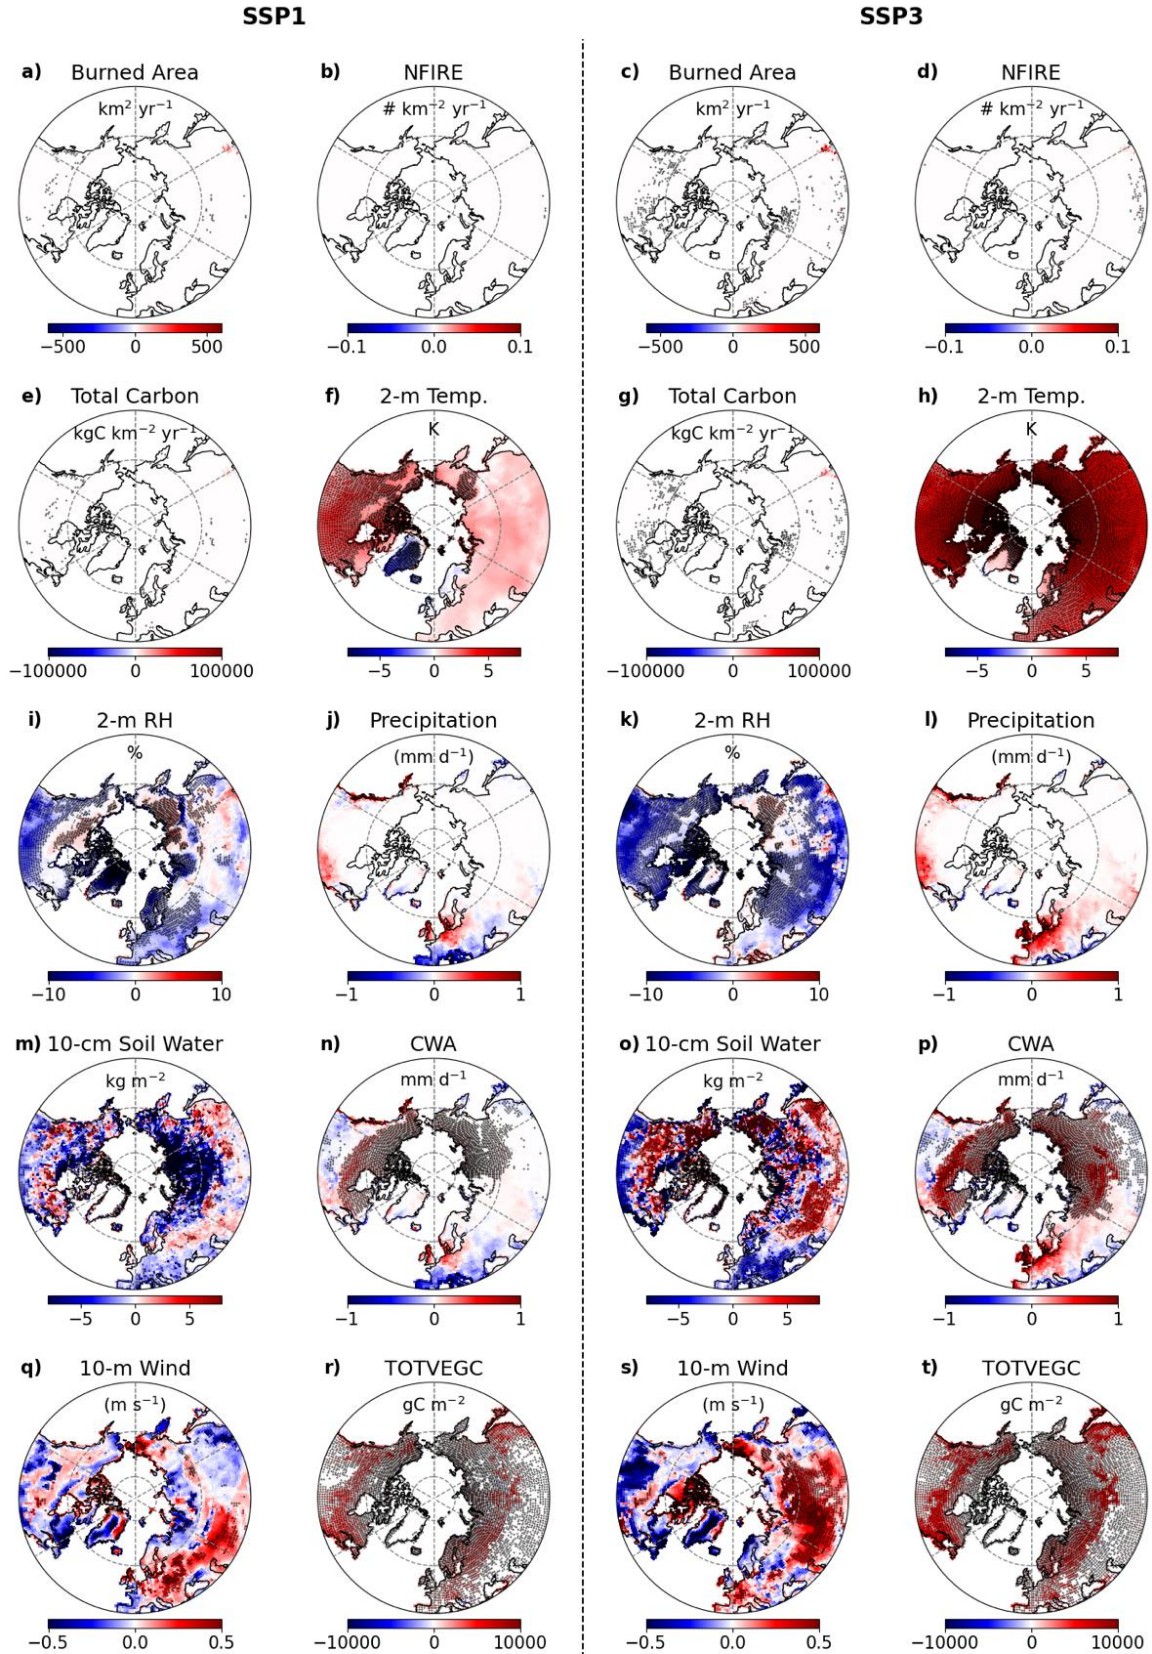 SSP1 SSP3
a) Burned Area b) NFIRE c) Burned Area d) NFIRE
km² yr⁻¹ # km⁻² yr⁻¹ km² yr⁻¹ # km⁻² yr⁻¹
−500 0 500 −0.1 0.0 0.1 −500 0 500 −0.1 0.0 0.1
e) Total Carbon f) 2-m Temp. g) Total Carbon h) 2-m Temp.
kgC km⁻² yr⁻¹ K kgC km⁻² yr⁻¹ K
−100000 0 100000 −5 0 5 −100000 0 100000 −5 0 5
i) 2-m RH j) Precipitation k) 2-m RH l) Precipitation
% (mm d⁻¹) % (mm d⁻¹)
−10 0 10 −1 0 1 −10 0 10 −1 0 1
m) 10-cm Soil Water n) CWA o) 10-cm Soil Water p) CWA
kg m⁻² mm d⁻¹ kg m⁻² mm d⁻¹
−5 0 5 −1 0 1 −5 0 5 −1 0 1
q) 10-m Wind r) TOTVEGC s) 10-m Wind t) TOTVEGC
(m s⁻¹) gC m⁻² (m s⁻¹) gC m⁻²
−0.5 0.0 0.5 −10000 0 10000 −0.5 0.0 0.5 −10000 0 10000